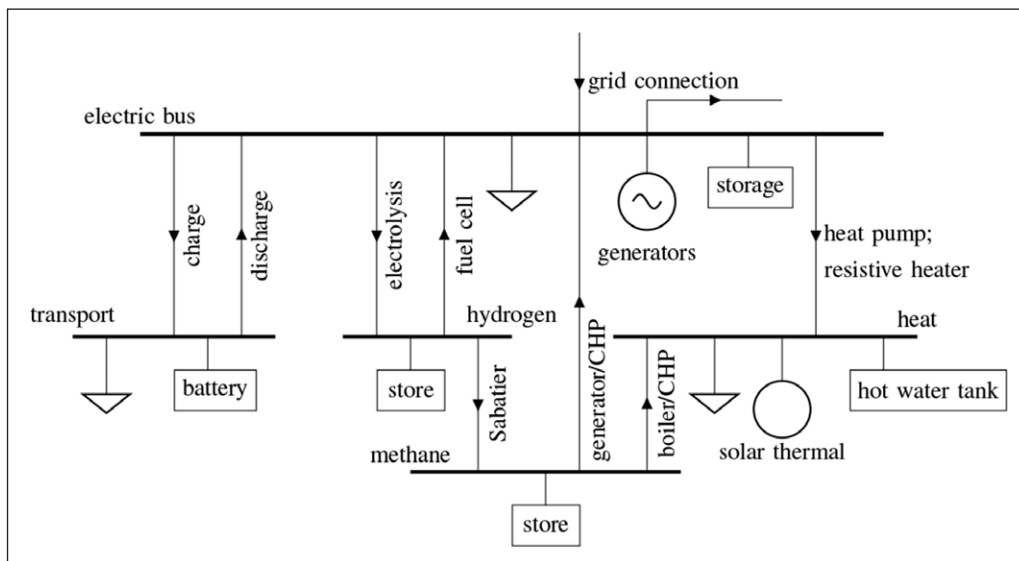 grid connection
electric bus
storage
charge
discharge
electrolysis
fuel cell
generators
heat pump;
resistive heater
transport
hydrogen
heat
battery
store
Sabatier
generator/CHP
boiler/CHP
hot water tank
solar thermal
methane
store